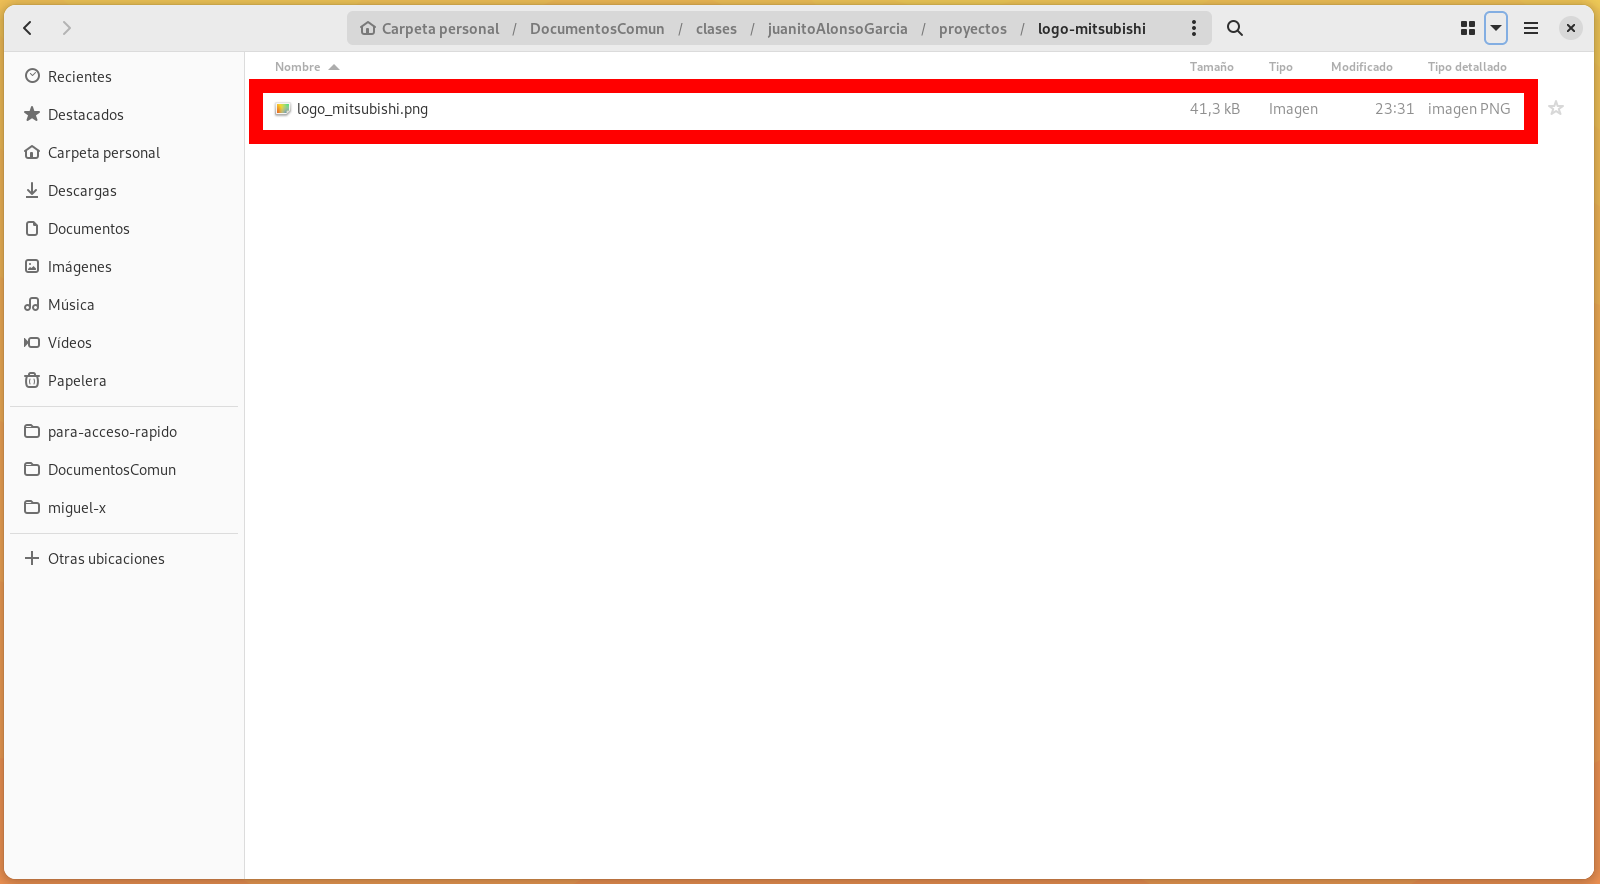 Carpeta personal / DocumentosComun / clases / juanitoAlonsoGarcia / proyectos / logo-mitsubishi
Recientes
Destacados
Carpeta personal
Descargas
Documentos
Imágenes
Música
Vídeos
Papelera
para-acceso-rapido
DocumentosComun
miguel-x
Otras ubicaciones
Nombre Tamaño Tipo Modificado Tipo detallado
logo_mitsubishi.png 41,3 kB Imagen 23:31 imagen PNG